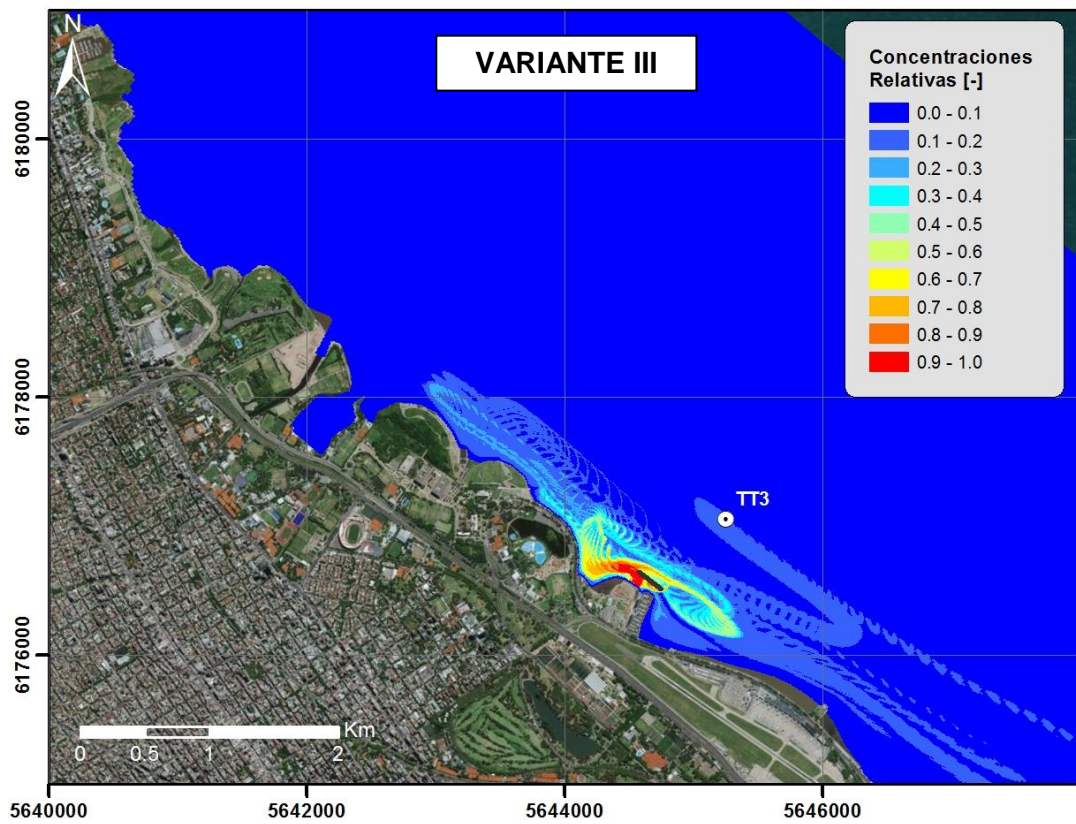 N
VARIANTE III
Concentraciones
Relativas [-]
0.0 - 0.1
0.1 - 0.2
0.2 - 0.3
0.3 - 0.4
0.4 - 0.5
0.5 - 0.6
0.6 - 0.7
0.7 - 0.8
0.8 - 0.9
0.9 - 1.0
6180000
6178000
TT3
6176000
Km
0 0.5 1 2
5640000 5642000 5644000 5646000